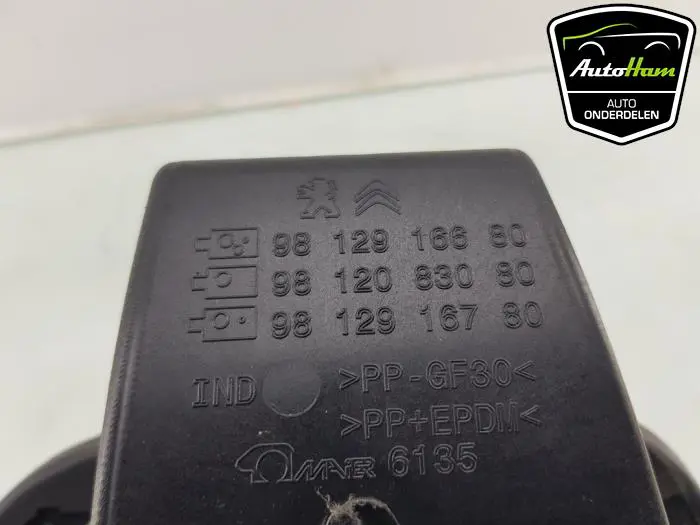 AutoHam
AUTO
ONDERDELEN
98 129 166 80
98 120 830 80
98 129 167 80
IND
>PP-GF30<
>PP+EPDM<
MAIER 6135